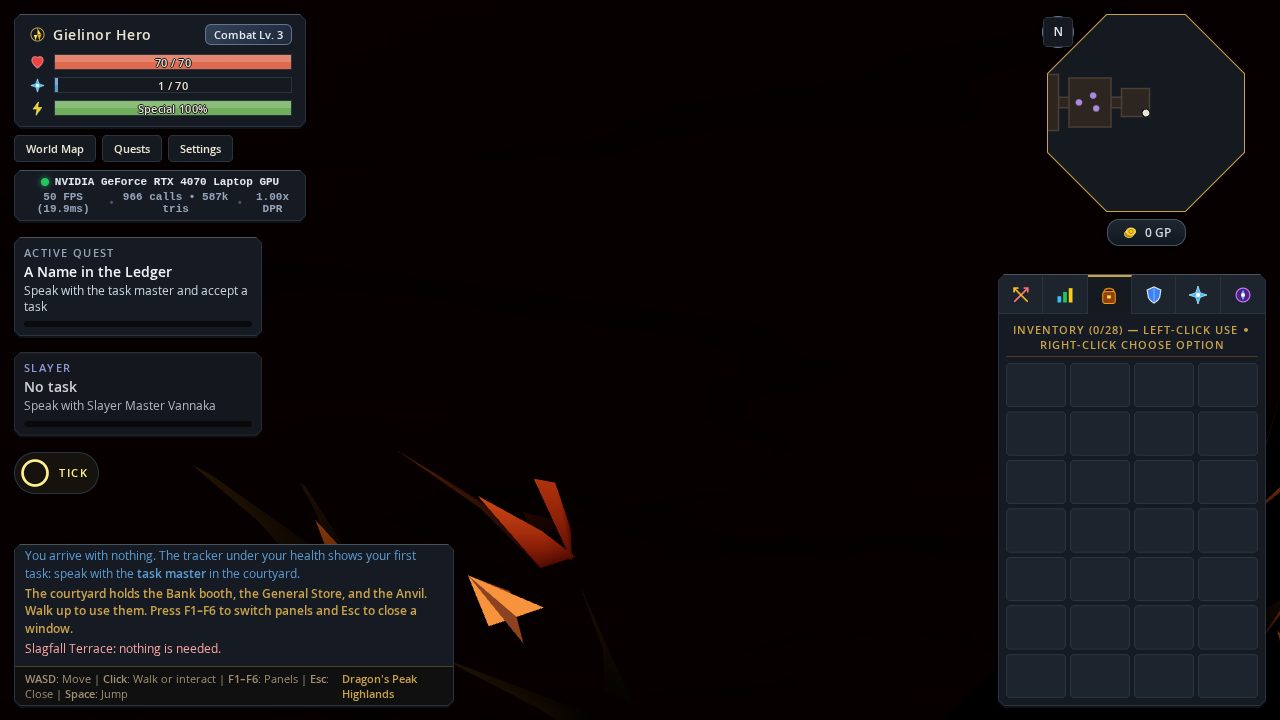 Gielinor Hero
Combat Lv. 3
70 / 70
1 / 70
Special 100%
World Map
Quests
Settings
NVIDIA GeForce RTX 4070 Laptop GPU
50 FPS (19.9ms) • 966 calls • 587k tris • 1.00x DPR
ACTIVE QUEST
A Name in the Ledger
Speak with the task master and accept a
task
SLAYER
No task
Speak with Slayer Master Vannaka
TICK
You arrive with nothing. The tracker under your health shows your first
task: speak with the task master in the courtyard.
The courtyard holds the Bank booth, the General Store, and the Anvil.
Walk up to use them. Press F1–F6 to switch panels and Esc to close a
window.
Slagfall Terrace: nothing is needed.
WASD: Move | Click: Walk or interact | F1–F6: Panels | Esc:
Close | Space: Jump
Dragon's Peak
Highlands
N
0 GP
INVENTORY (0/28) — LEFT-CLICK USE •
RIGHT-CLICK CHOOSE OPTION